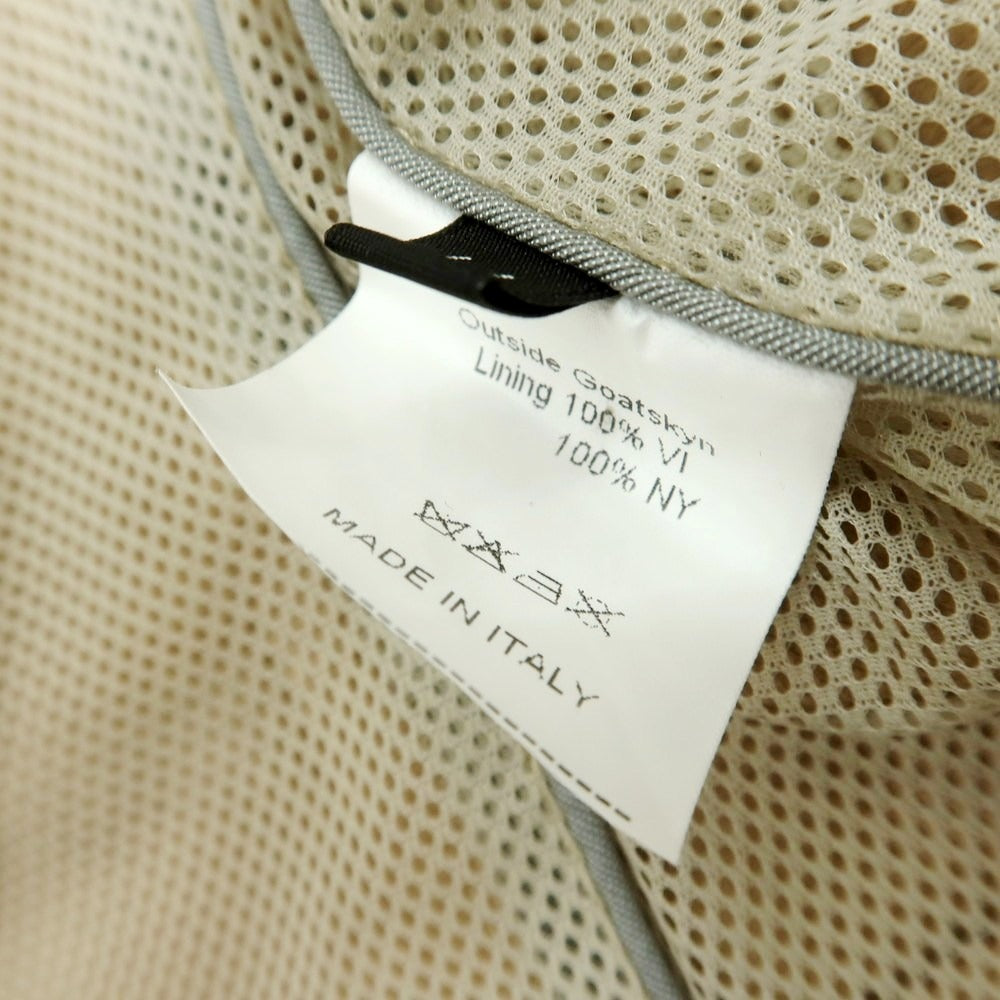 Outside Goatskyn
Lining 100% VI
100% NY
MADE IN ITALY